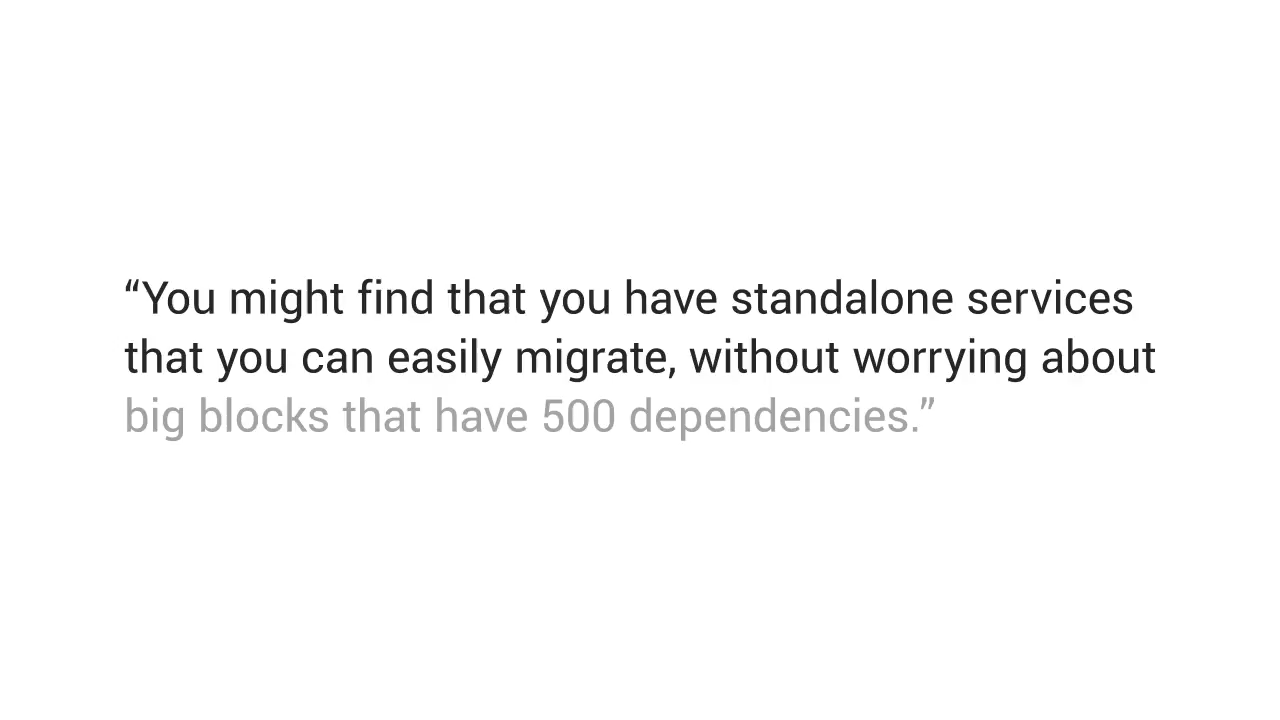 “You might find that you have standalone services
that you can easily migrate, without worrying about
big blocks that have 500 dependencies.”